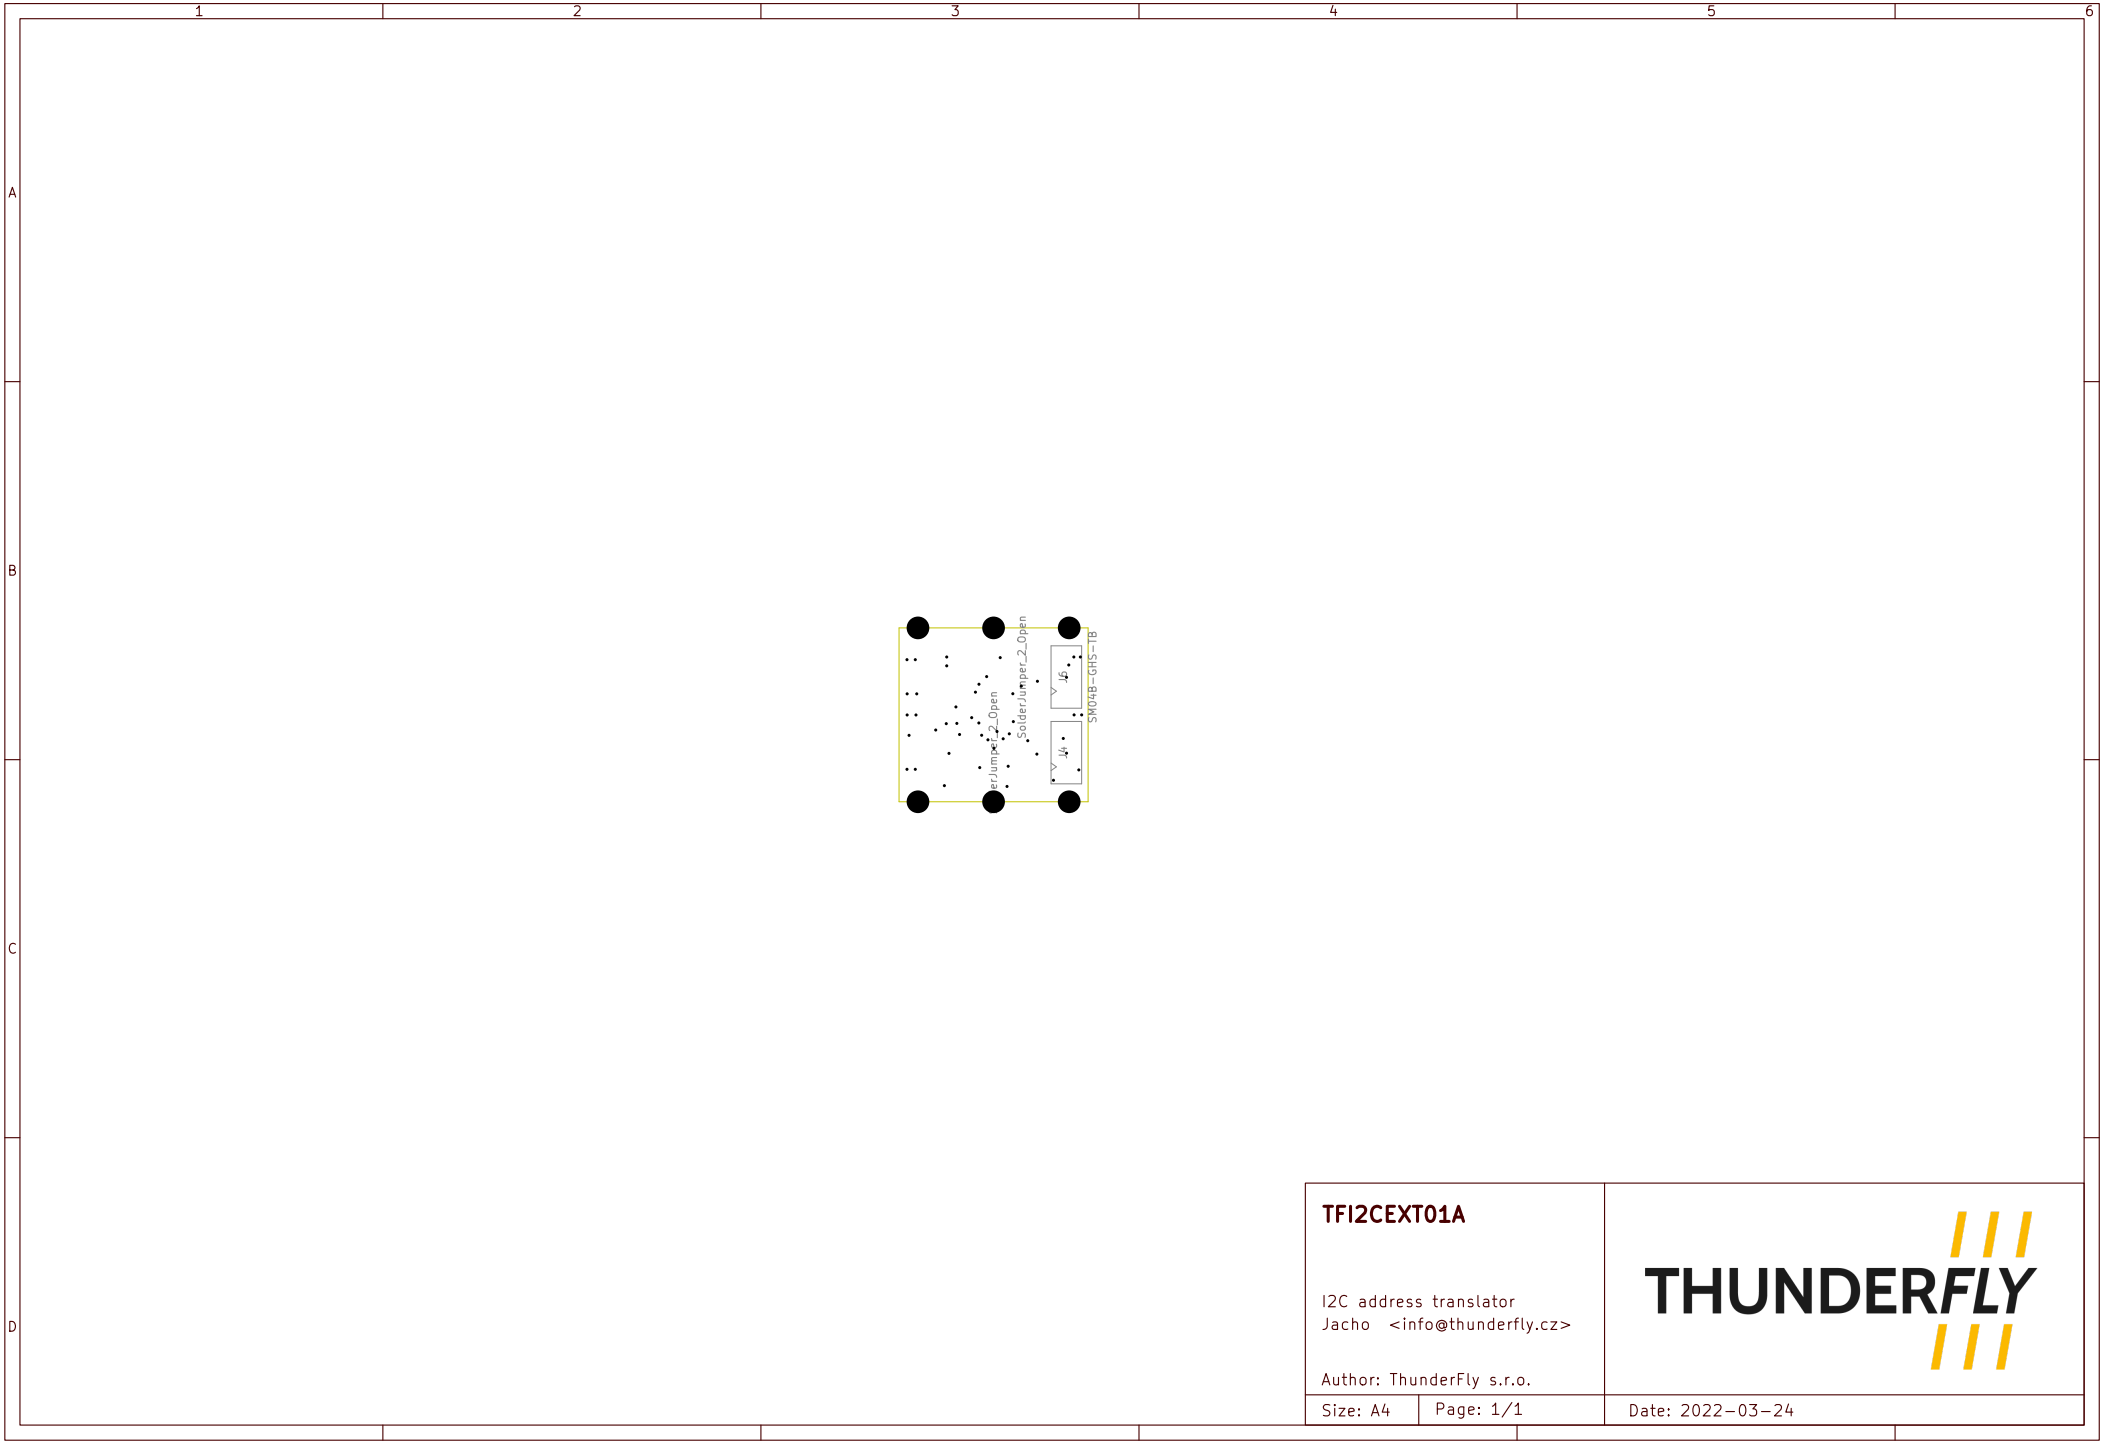 1 2 3 4 5 6
A
B
C
D
SolderJumper_2_Open
erJumper_2_Open
SM04B-GHS-TB
J6
J4
TFI2CEXT01A
I2C address translator
Jacho <info@thunderfly.cz>
Author: ThunderFly s.r.o.
Size: A4
Page: 1/1
Date: 2022-03-24
THUNDERFLY